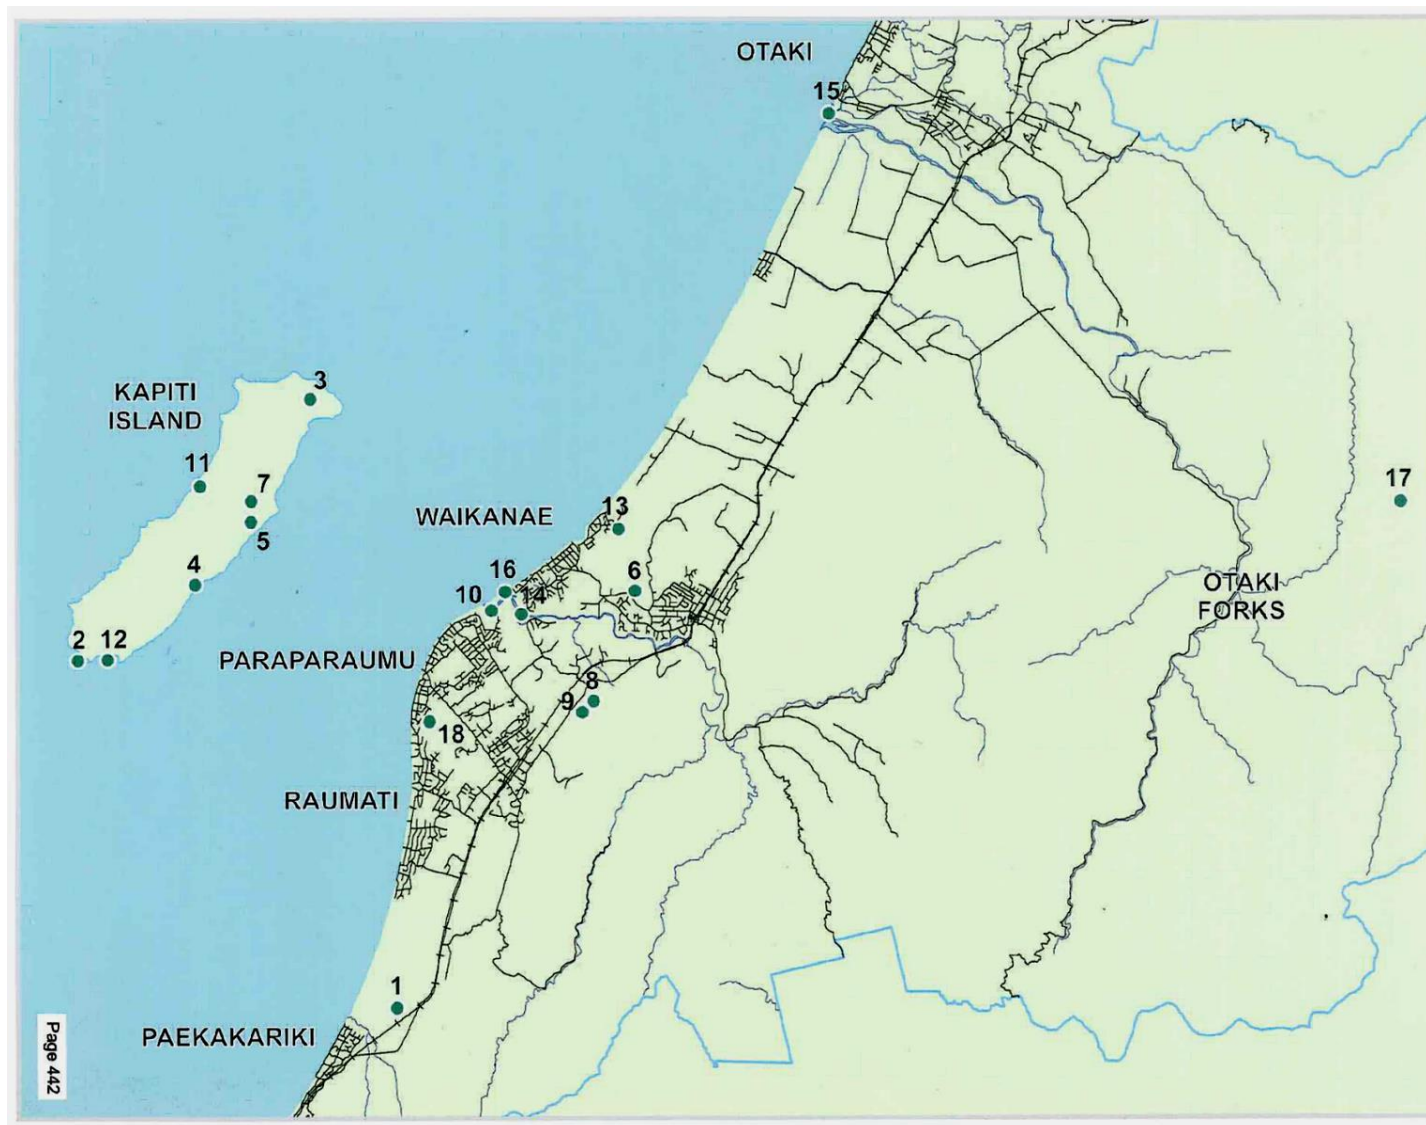 OTAKI
15
KAPITI
ISLAND
3
11
7
5
4
2
12
WAIKANAE
13
16
10
14
6
PARAPARAUMU
8
9
18
RAUMATI
17
OTAKI
FORKS
1
PAEKAKARIKI
Page 442